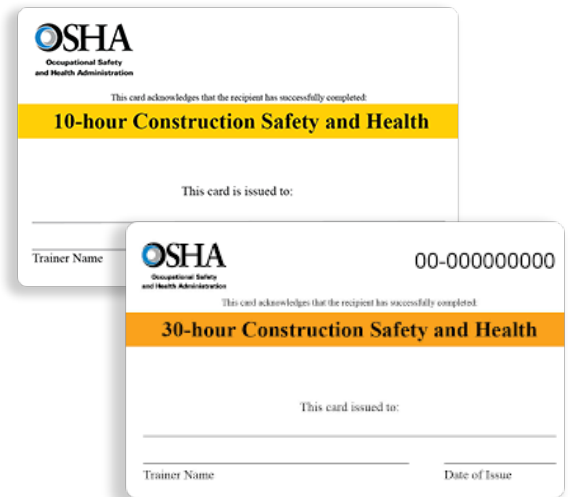 OSHA
Occupational Safety
and Health Administration
This card acknowledges that the recipient has successfully completed:
10-hour Construction Safety and Health
This card is issued to:
Trainer Name
OSHA
Occupational Safety
and Health Administration
00-000000000
This card acknowledges that the recipient has successfully completed:
30-hour Construction Safety and Health
This card issued to:
Trainer Name
Date of Issue